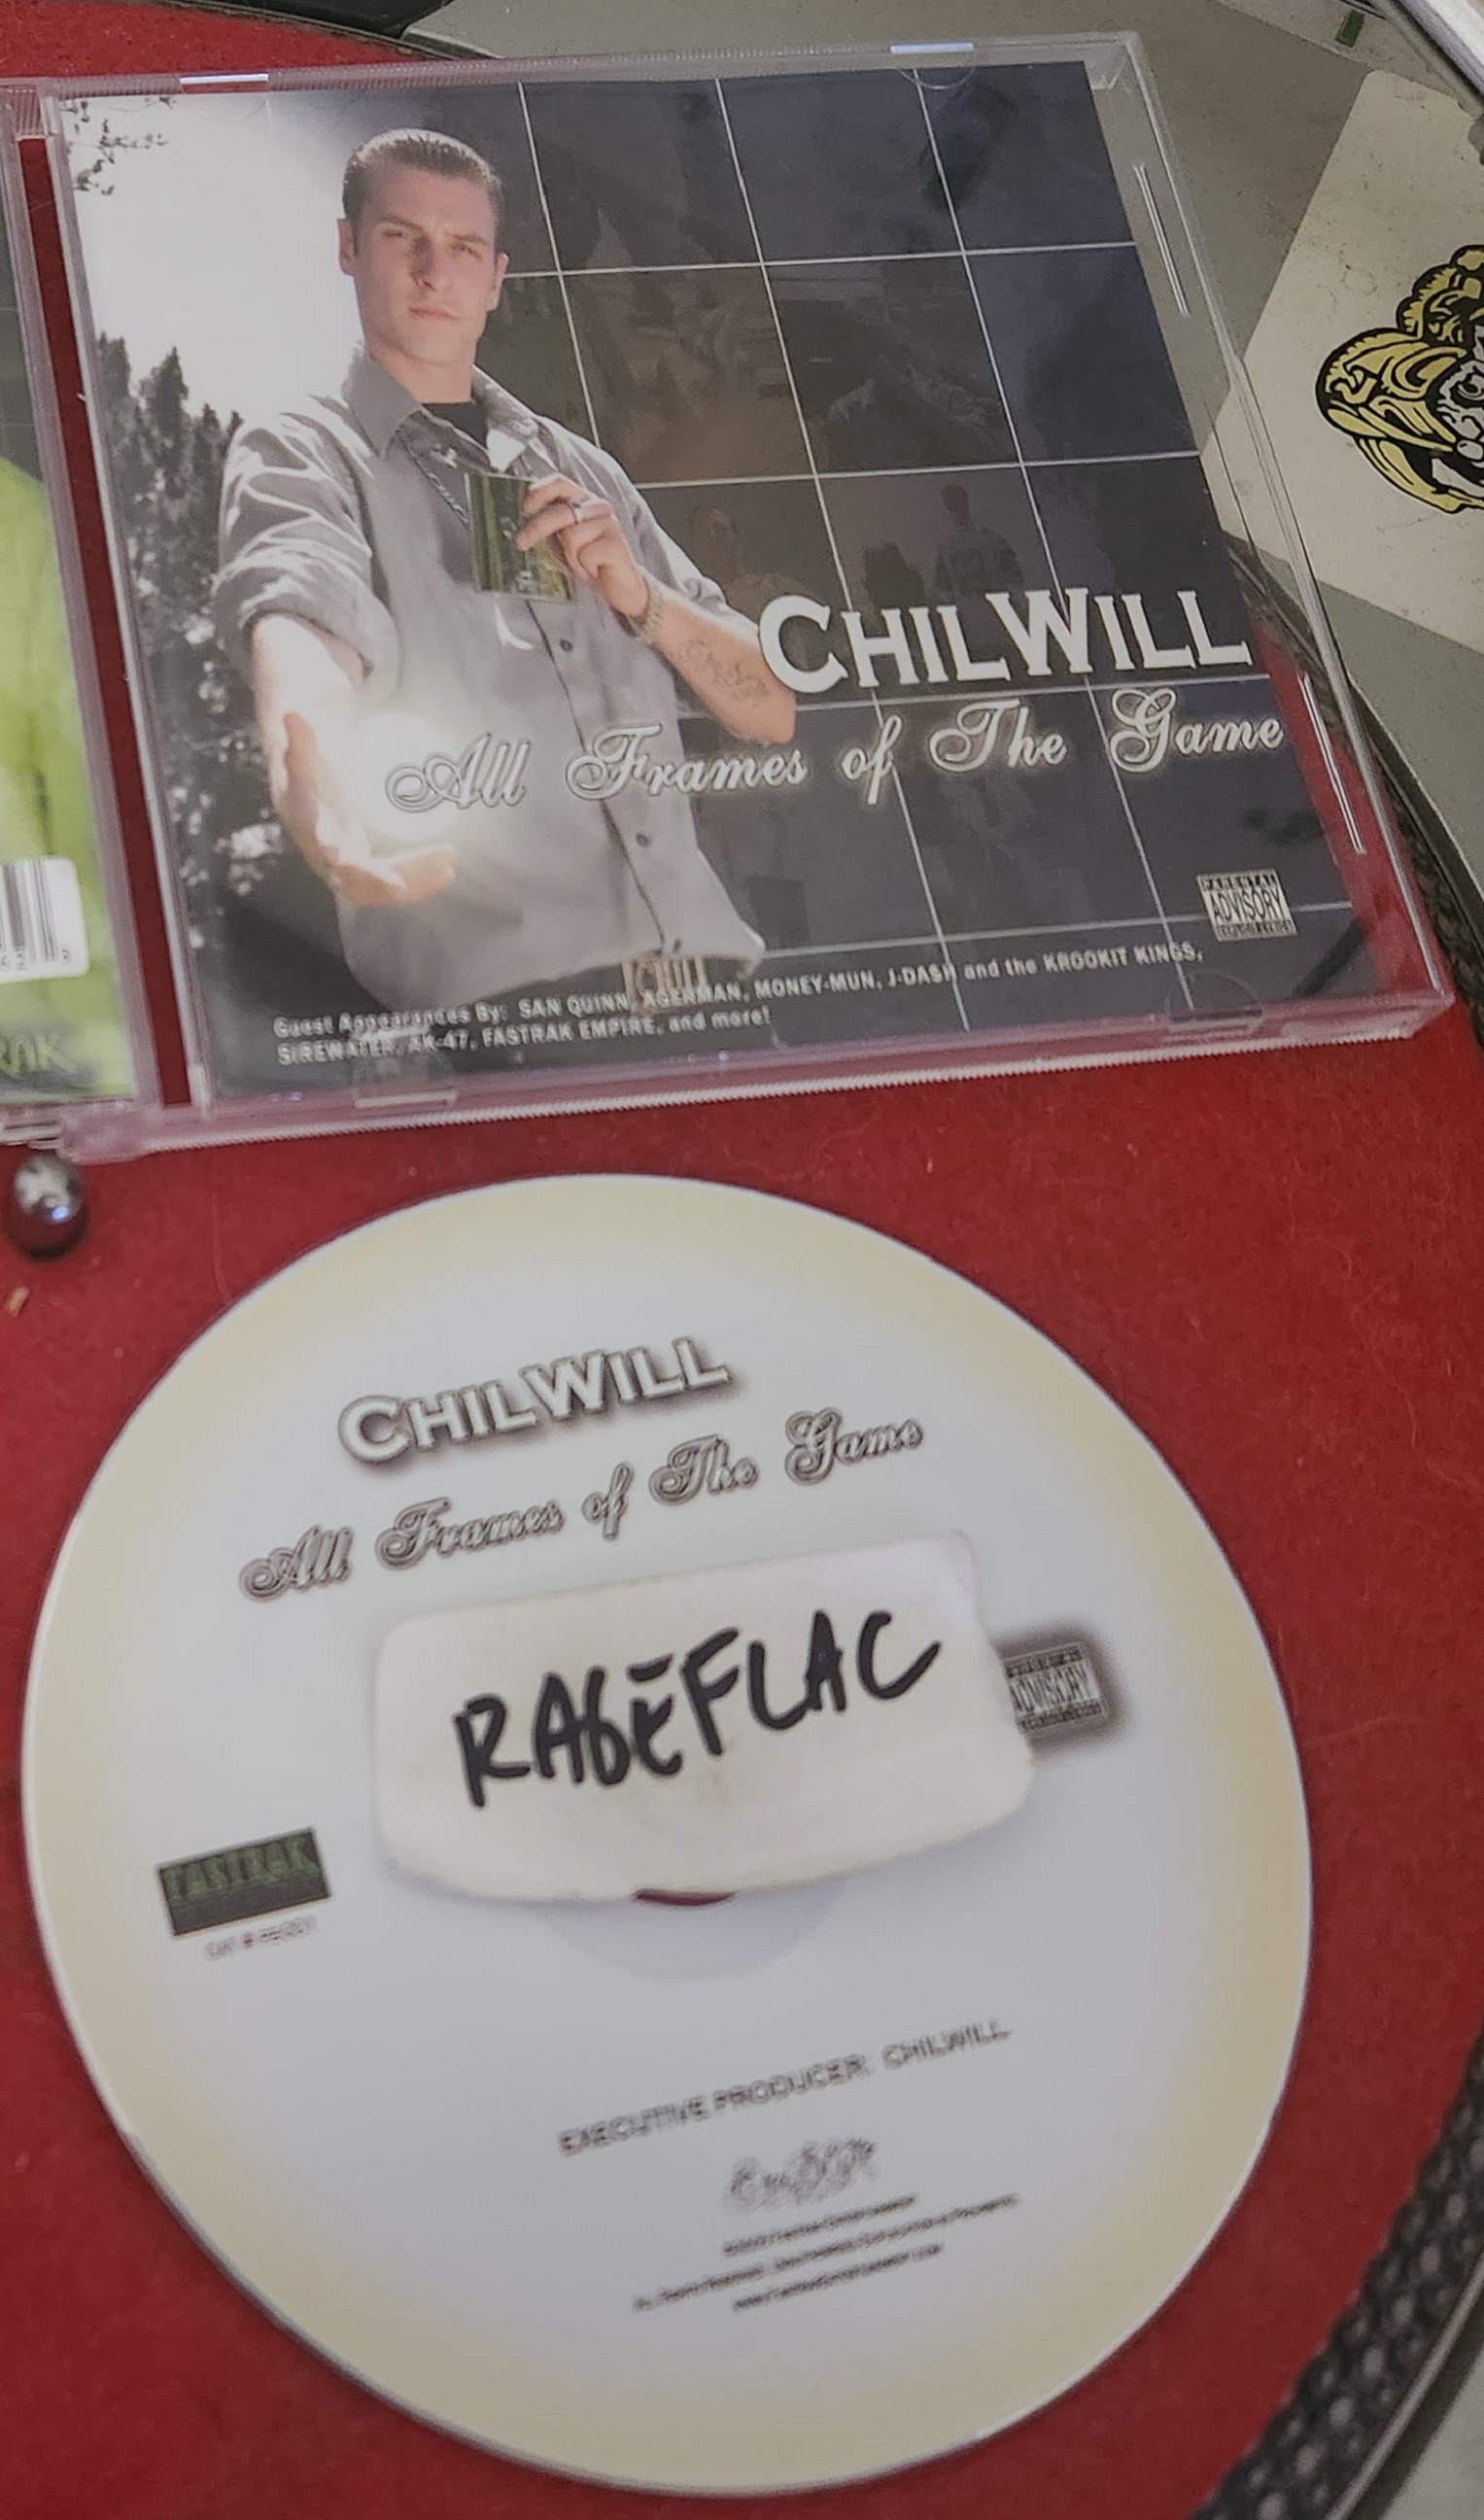 CHILWILL
All Frames of The Game
PARENTAL
ADVISORY
Guest Appearances By: SAN QUINN, AGERMAN, MONEY-MUN, J-DASH and the KROOKIT KINGS,
SIREWATER, AK-47, FASTRAK EMPIRE, and more!
CHILL
CHILWILL
All Frames of The Game
RAGEFLAC
ADVISORY
FASTRAK
EXECUTIVE PRODUCER: CHILWILL